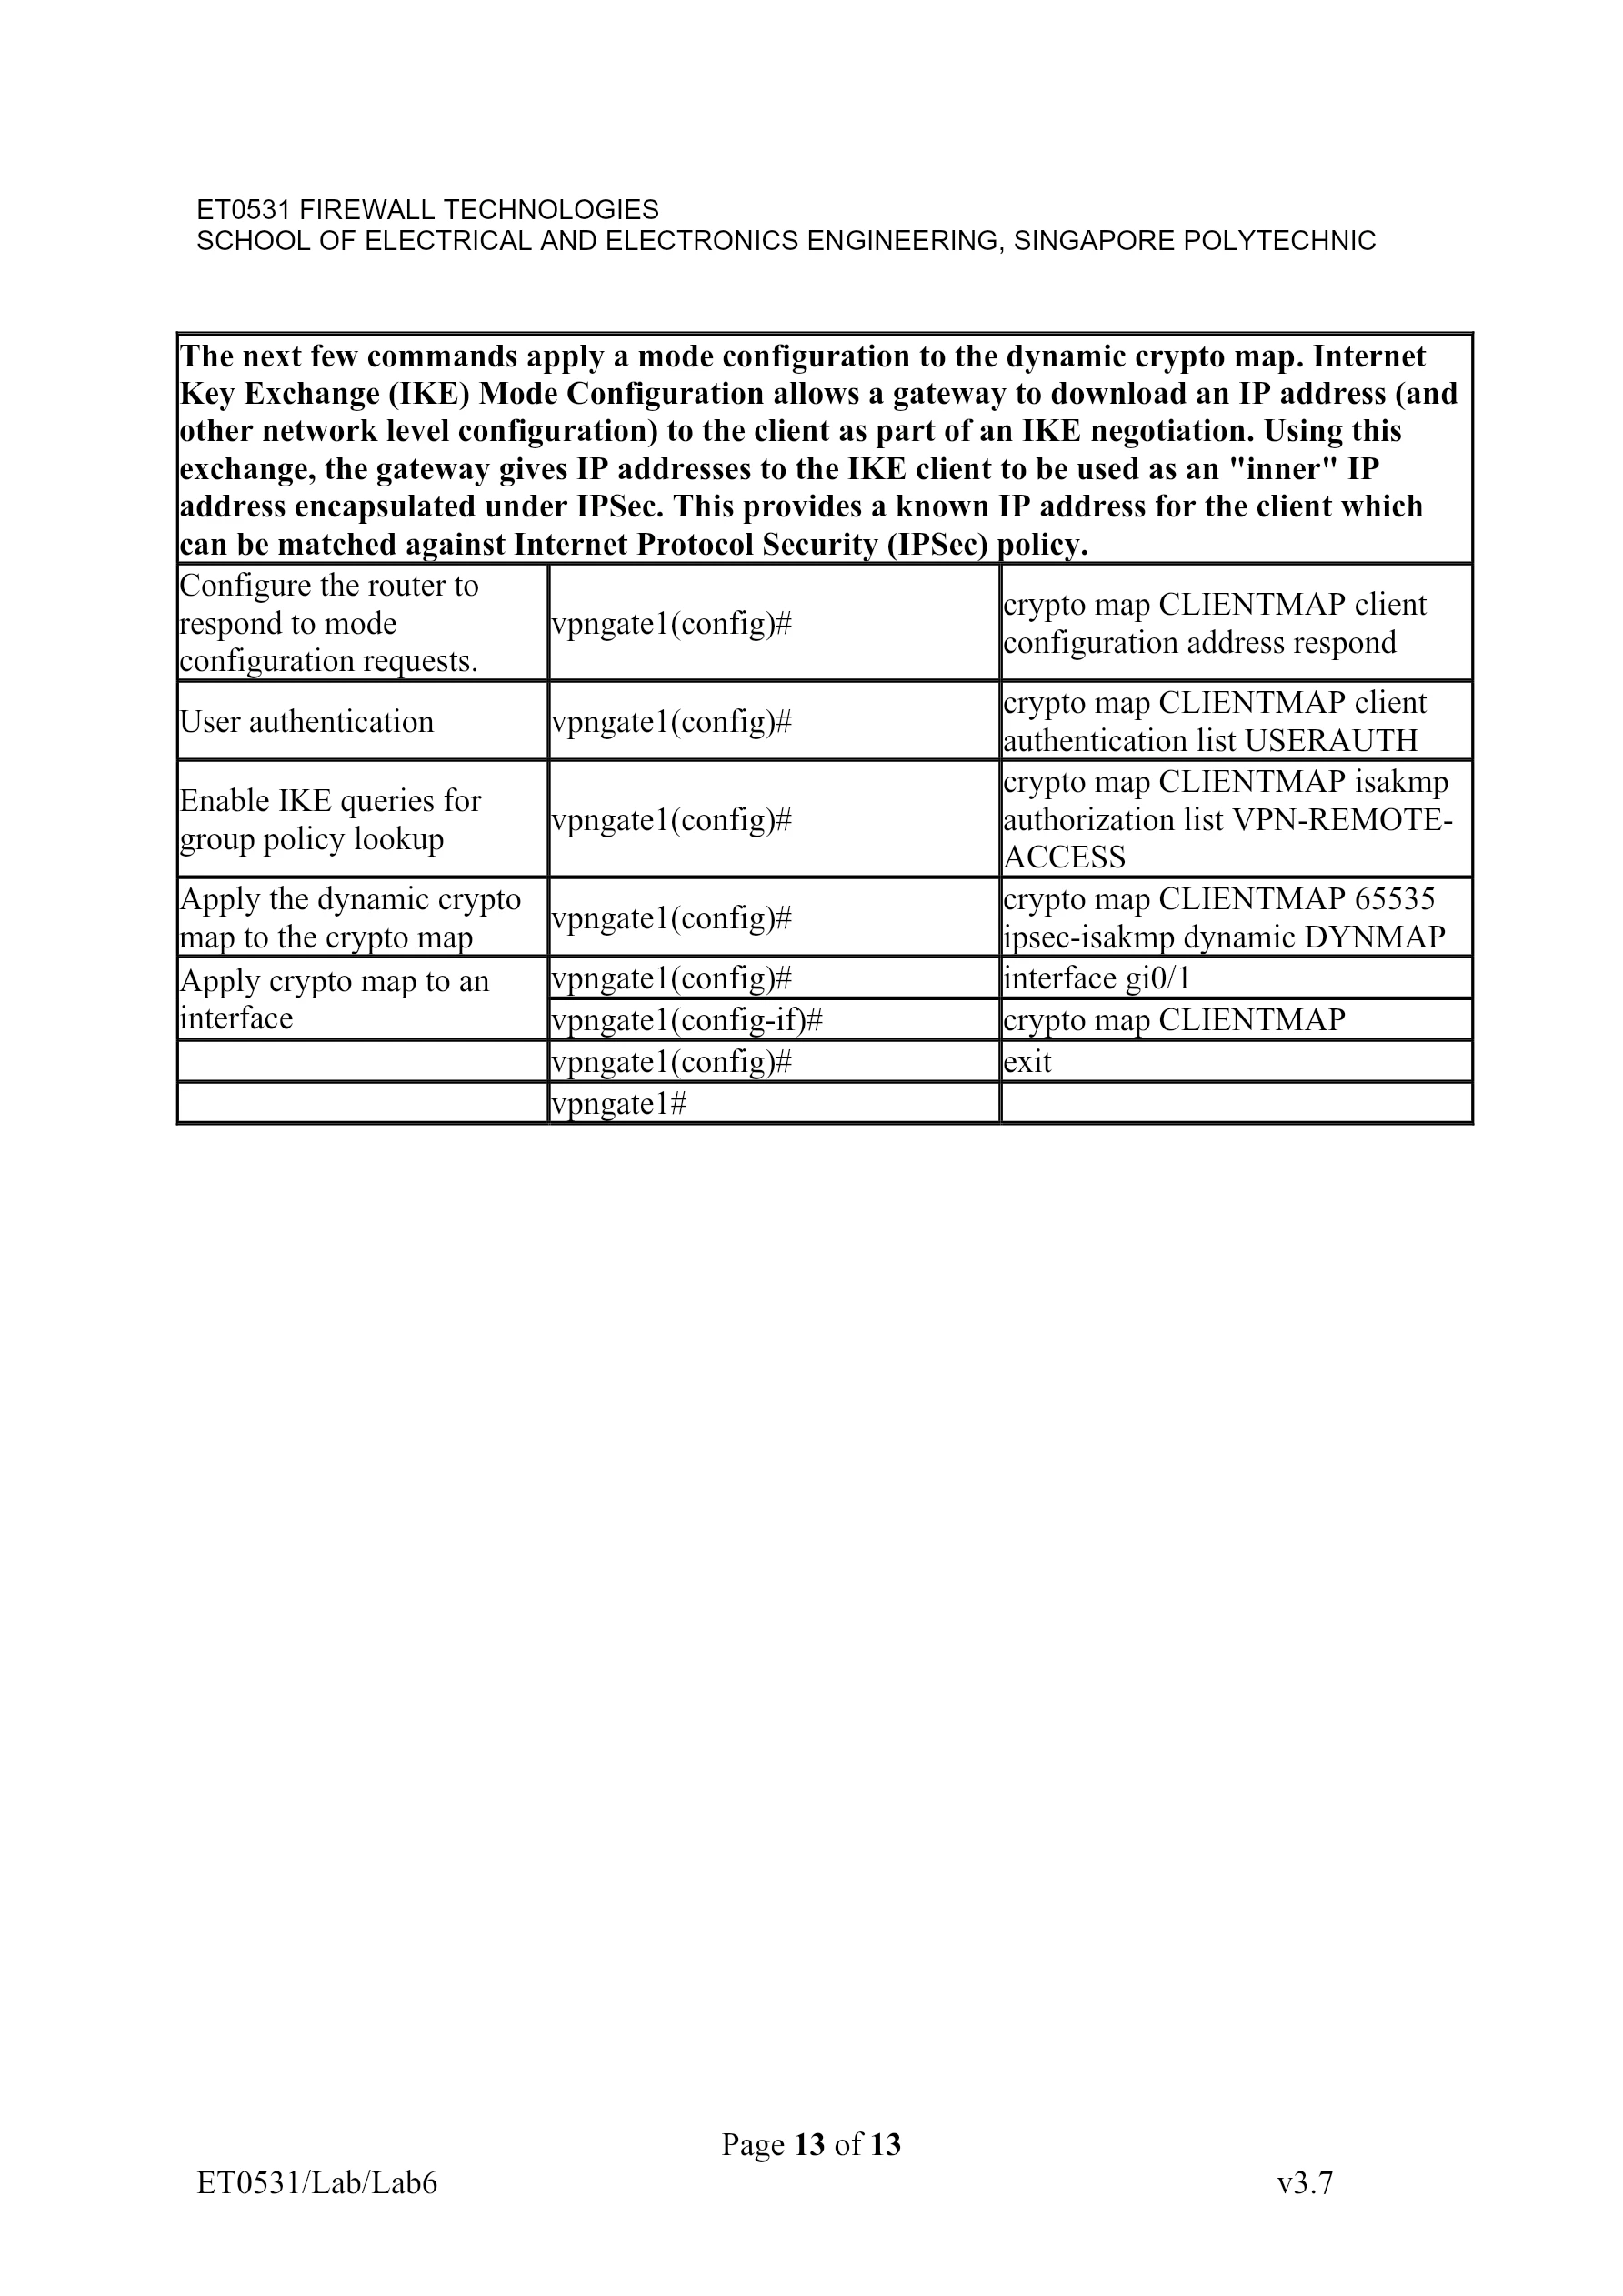 ET0531 FIREWALL TECHNOLOGIES
SCHOOL OF ELECTRICAL AND ELECTRONICS ENGINEERING, SINGAPORE POLYTECHNIC
The next few commands apply a mode configuration to the dynamic crypto map. Internet
Key Exchange (IKE) Mode Configuration allows a gateway to download an IP address (and
other network level configuration) to the client as part of an IKE negotiation. Using this
exchange, the gateway gives IP addresses to the IKE client to be used as an "inner" IP
address encapsulated under IPSec. This provides a known IP address for the client which
can be matched against Internet Protocol Security (IPSec) policy.
Configure the router to
respond to mode
configuration requests.
vpngate1(config)#
crypto map CLIENTMAP client
configuration address respond
User authentication
vpngate1(config)#
crypto map CLIENTMAP client
authentication list USERAUTH
Enable IKE queries for
group policy lookup
vpngate1(config)#
crypto map CLIENTMAP isakmp
authorization list VPN-REMOTE-
ACCESS
Apply the dynamic crypto
map to the crypto map
vpngate1(config)#
crypto map CLIENTMAP 65535
ipsec-isakmp dynamic DYNMAP
Apply crypto map to an
interface
vpngate1(config)#
interface gi0/1
vpngate1(config-if)#
crypto map CLIENTMAP
vpngate1(config)#
exit
vpngate1#
Page 13 of 13
ET0531/Lab/Lab6
v3.7